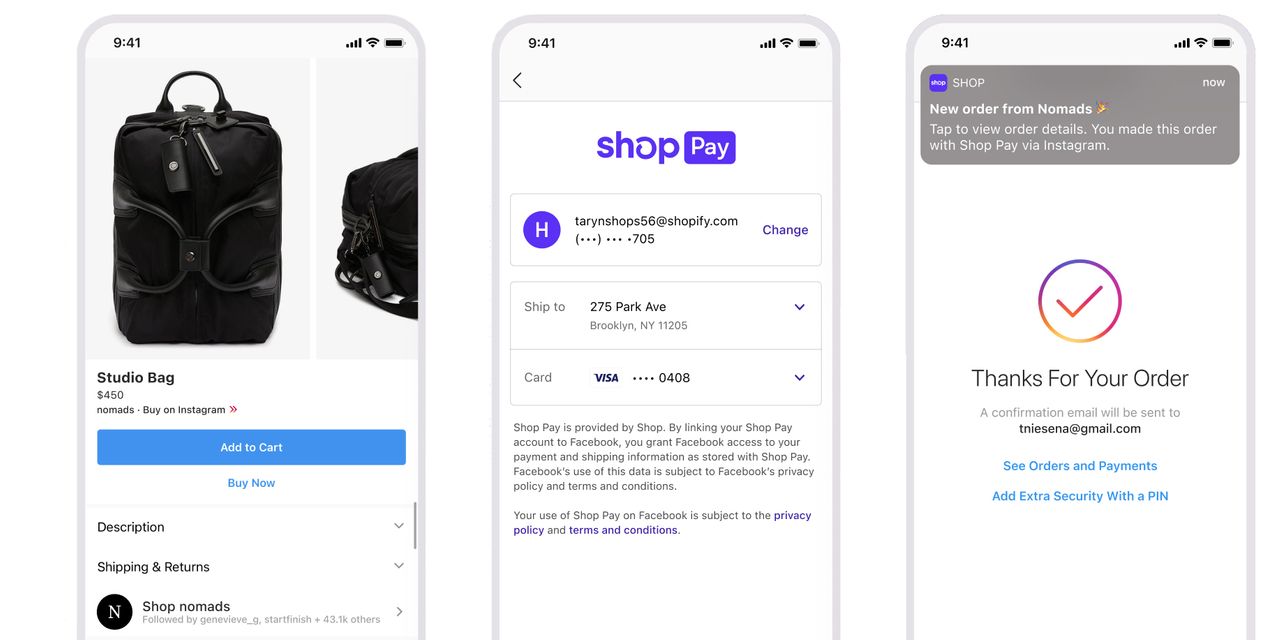 9:41
Studio Bag
$450
nomads · Buy on Instagram »
Add to Cart
Buy Now
Description
Shipping & Returns
N
Shop nomads
Followed by genevieve_g, startfinish + 43.1k others
9:41
shop Pay
H
tarynshops56@shopify.com
(•••) ••• •705
Change
Ship to
275 Park Ave
Brooklyn, NY 11205
Card
VISA
•••• 0408
Shop Pay is provided by Shop. By linking your Shop Pay
account to Facebook, you grant Facebook access to your
payment and shipping information as stored with Shop Pay.
Facebook's use of this data is subject to Facebook's privacy
policy and terms and conditions.
Your use of Shop Pay on Facebook is subject to the privacy
policy and terms and conditions.
9:41
shop
SHOP
now
New order from Nomads 🎉
Tap to view order details. You made this order
with Shop Pay via Instagram.
Thanks For Your Order
A confirmation email will be sent to
tniesena@gmail.com
See Orders and Payments
Add Extra Security With a PIN